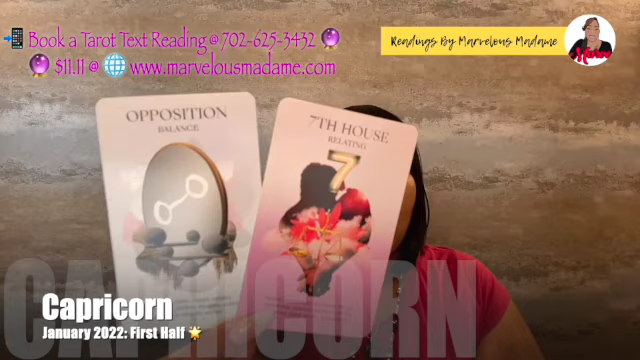 📲 Book a Tarot Text Reading @ 702-625-3432 🔮
🔮 $11.11 @ 🌐 www.marvelousmadame.com
Readings By Marvelous Madame
OPPOSITION
BALANCE
7TH HOUSE
RELATING
7
CAPRICORN
Capricorn
January 2022: First Half 🌟